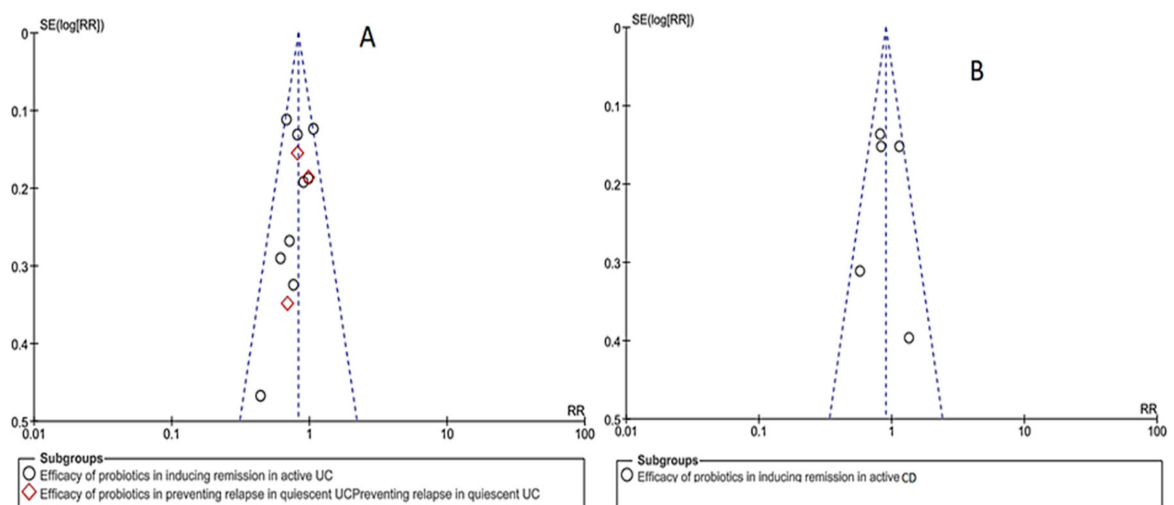 SE(log[RR])
A
0
0.1
0.2
0.3
0.4
0.5
RR
0.01 0.1 1 10 100
Subgroups
Efficacy of probiotics in inducing remission in active UC
Efficacy of probiotics in preventing relapse in quiescent UCPreventing relapse in quiescent UC
SE(log[RR])
B
0
0.1
0.2
0.3
0.4
0.5
RR
0.01 0.1 1 10 100
Subgroups
Efficacy of probiotics in inducing remission in active CD